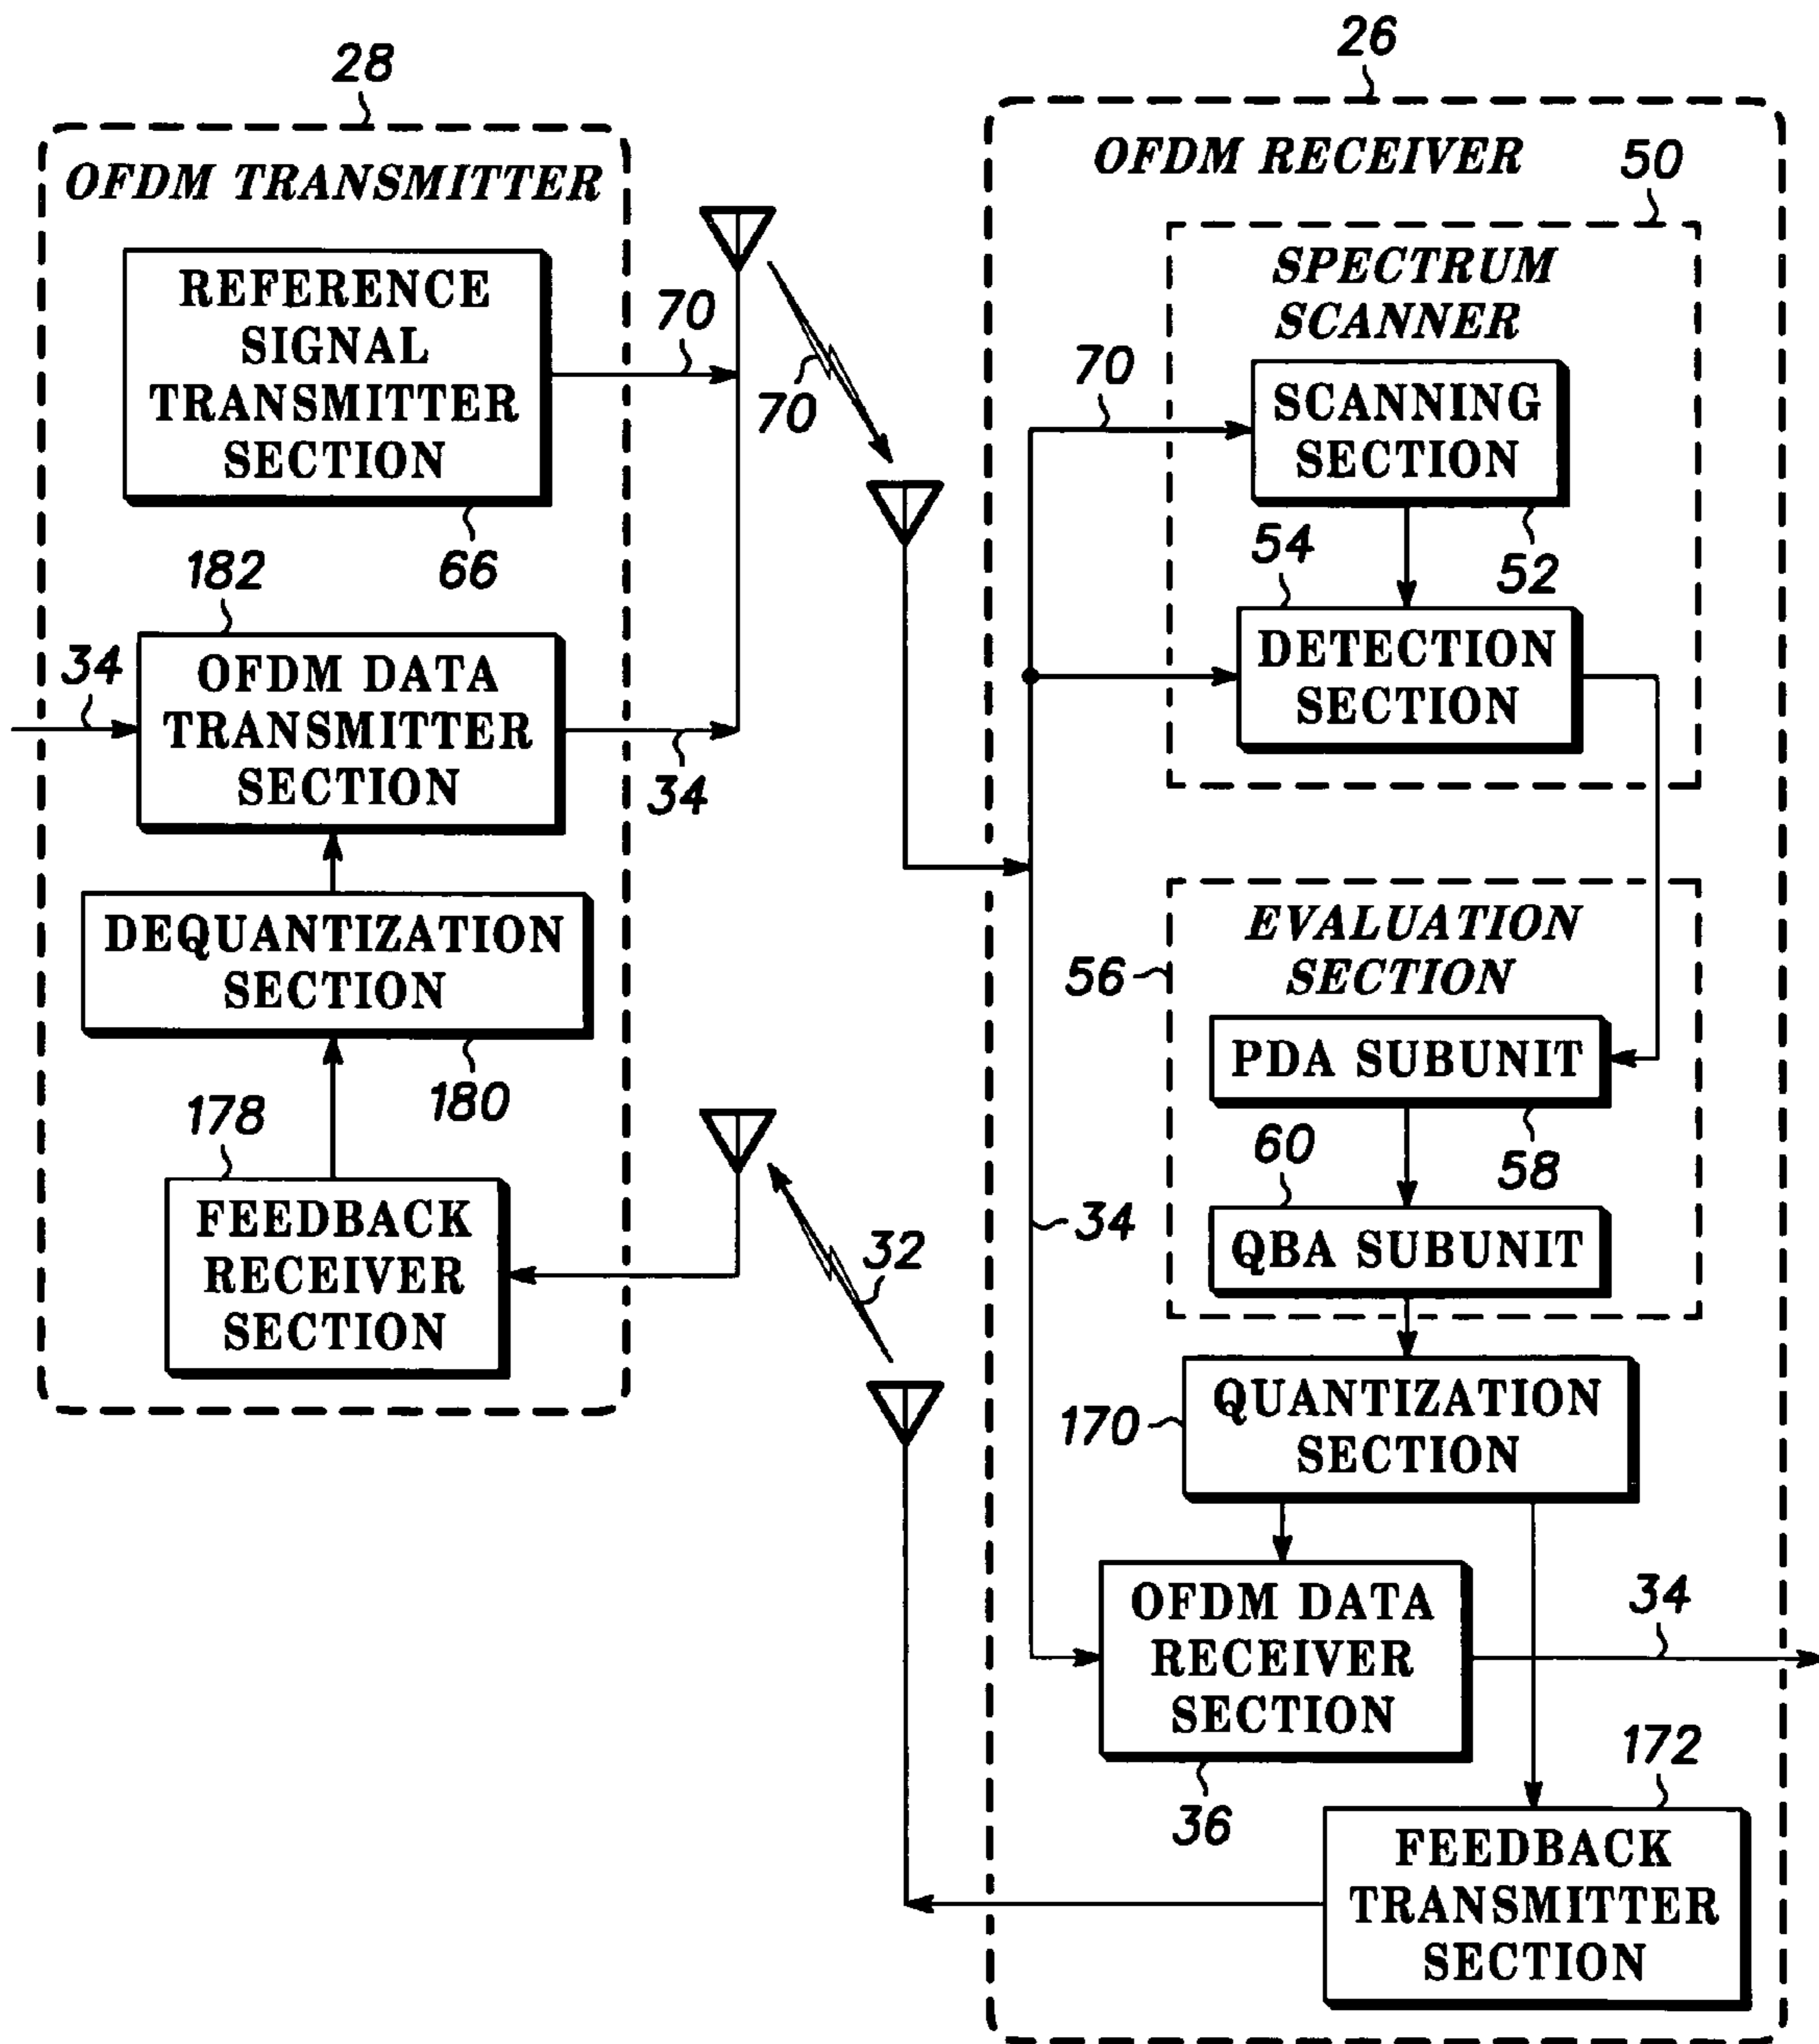 28
OFDM TRANSMITTER
REFERENCE
SIGNAL
TRANSMITTER
SECTION
66
70
70
182
34
OFDM DATA
TRANSMITTER
SECTION
34
DEQUANTIZATION
SECTION
180
178
FEEDBACK
RECEIVER
SECTION
32
26
OFDM RECEIVER
50
SPECTRUM
SCANNER
70
SCANNING
SECTION
52
54
DETECTION
SECTION
EVALUATION
SECTION
56
PDA SUBUNIT
58
60
QBA SUBUNIT
34
QUANTIZATION
SECTION
170
OFDM DATA
RECEIVER
SECTION
36
34
172
FEEDBACK
TRANSMITTER
SECTION